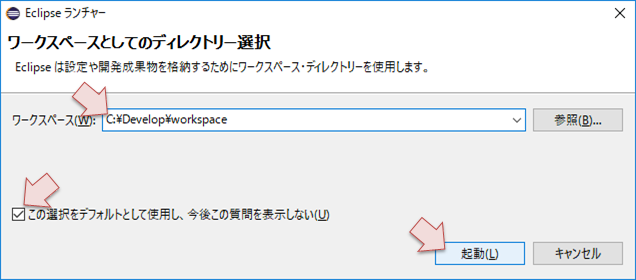 Eclipse ランチャー
ワークスペースとしてのディレクトリー選択
Eclipse は設定や開発成果物を格納するためにワークスペース・ディレクトリーを使用します。
ワークスペース(W): C:¥Develop¥workspace 参照(B)...
この選択をデフォルトとして使用し、今後この質問を表示しない(U)
起動(L) キャンセル